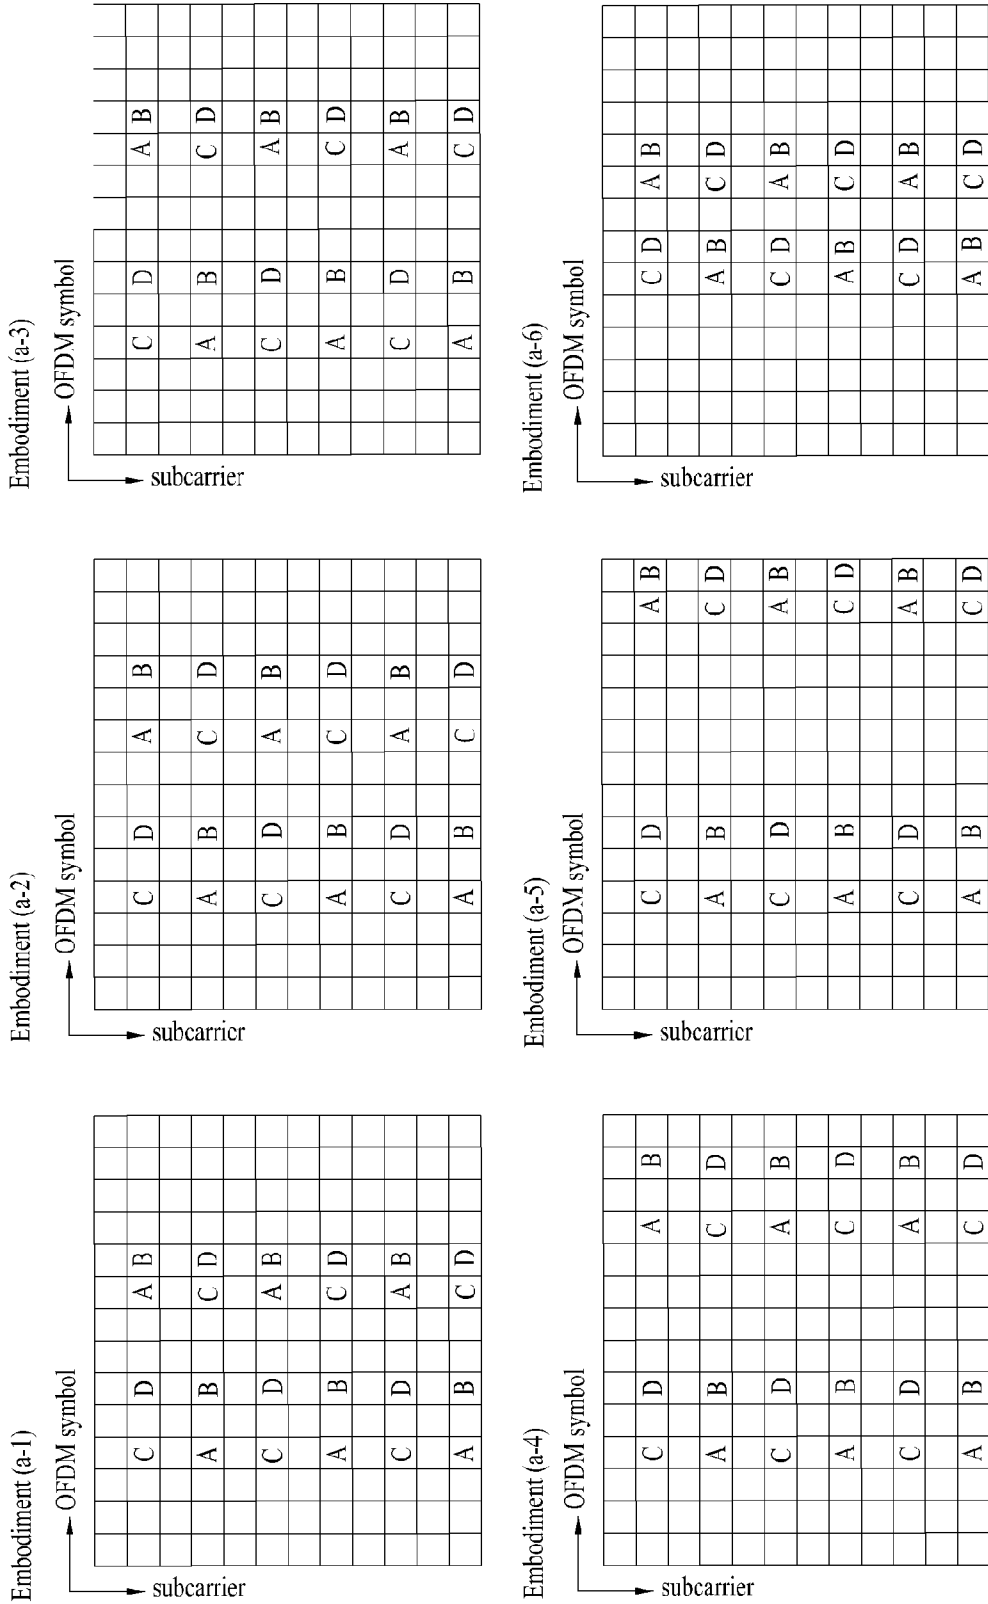 Embodiment (a-1)
OFDM symbol
subcarrier
C D A B
A B C D
C D A B
A B C D
C D A B
A B C D
Embodiment (a-2)
OFDM symbol
subcarrier
C D A B
A B C D
C D A B
A B C D
C D A B
A B C D
Embodiment (a-3)
OFDM symbol
subcarrier
C D A B
A B C D
C D A B
A B C D
C D A B
A B C D
Embodiment (a-4)
OFDM symbol
subcarrier
C D A B
A B C D
C D A B
A B C D
C D A B
A B C D
Embodiment (a-5)
OFDM symbol
subcarrier
C D A B
A B C D
C D A B
A B C D
C D A B
A B C D
Embodiment (a-6)
OFDM symbol
subcarrier
C D A B
A B C D
C D A B
A B C D
C D A B
A B C D